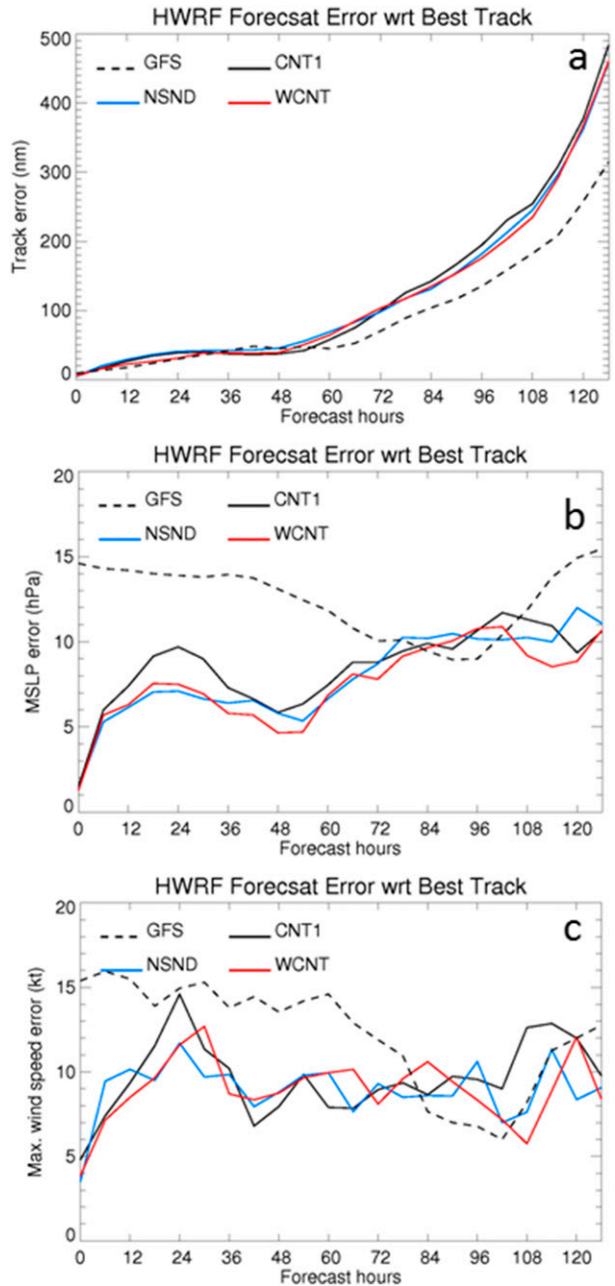 HWRF Forecsat Error wrt Best Track
500
400
300
200
100
0
Track error (nm)
GFS
CNT1
NSND
WCNT
a
0 12 24 36 48 60 72 84 96 108 120
Forecast hours
HWRF Forecsat Error wrt Best Track
20
15
10
5
0
MSLP error (hPa)
GFS
CNT1
NSND
WCNT
b
0 12 24 36 48 60 72 84 96 108 120
Forecast hours
HWRF Forecsat Error wrt Best Track
20
15
10
5
0
Max. wind speed error (kt)
GFS
CNT1
NSND
WCNT
c
0 12 24 36 48 60 72 84 96 108 120
Forecast hours